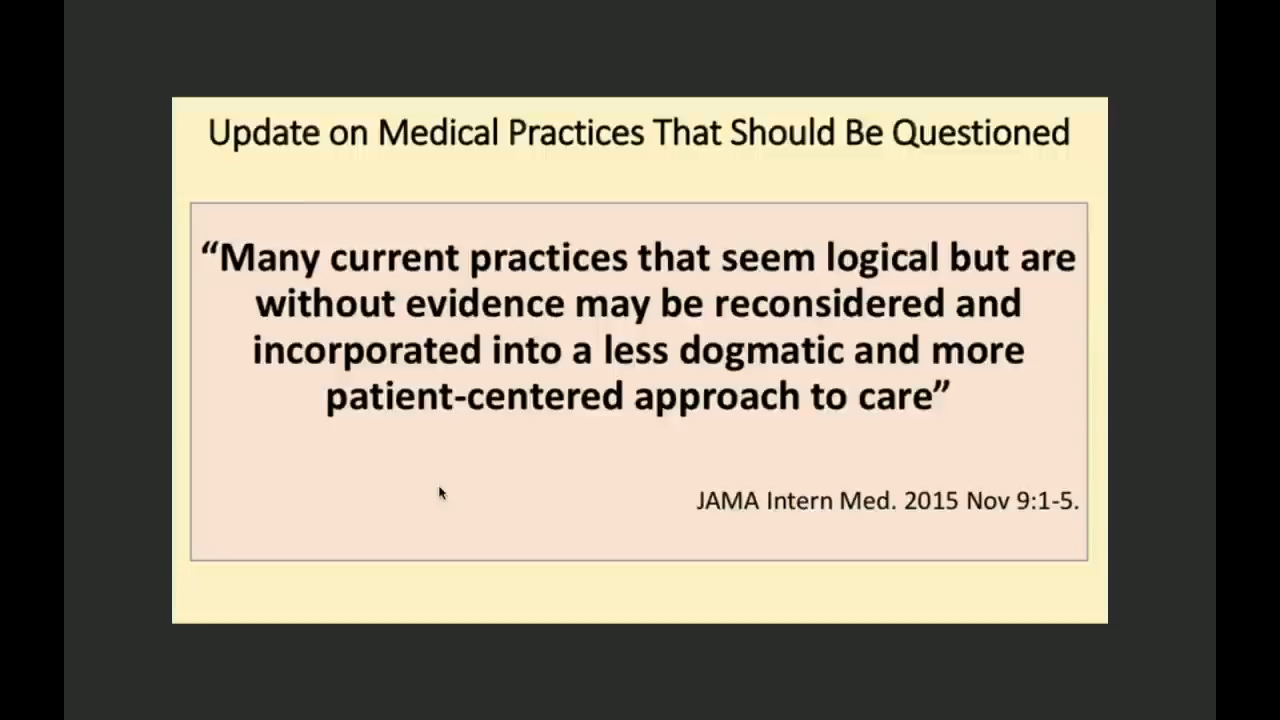 Update on Medical Practices That Should Be Questioned
“Many current practices that seem logical but are
without evidence may be reconsidered and
incorporated into a less dogmatic and more
patient-centered approach to care”
JAMA Intern Med. 2015 Nov 9:1-5.